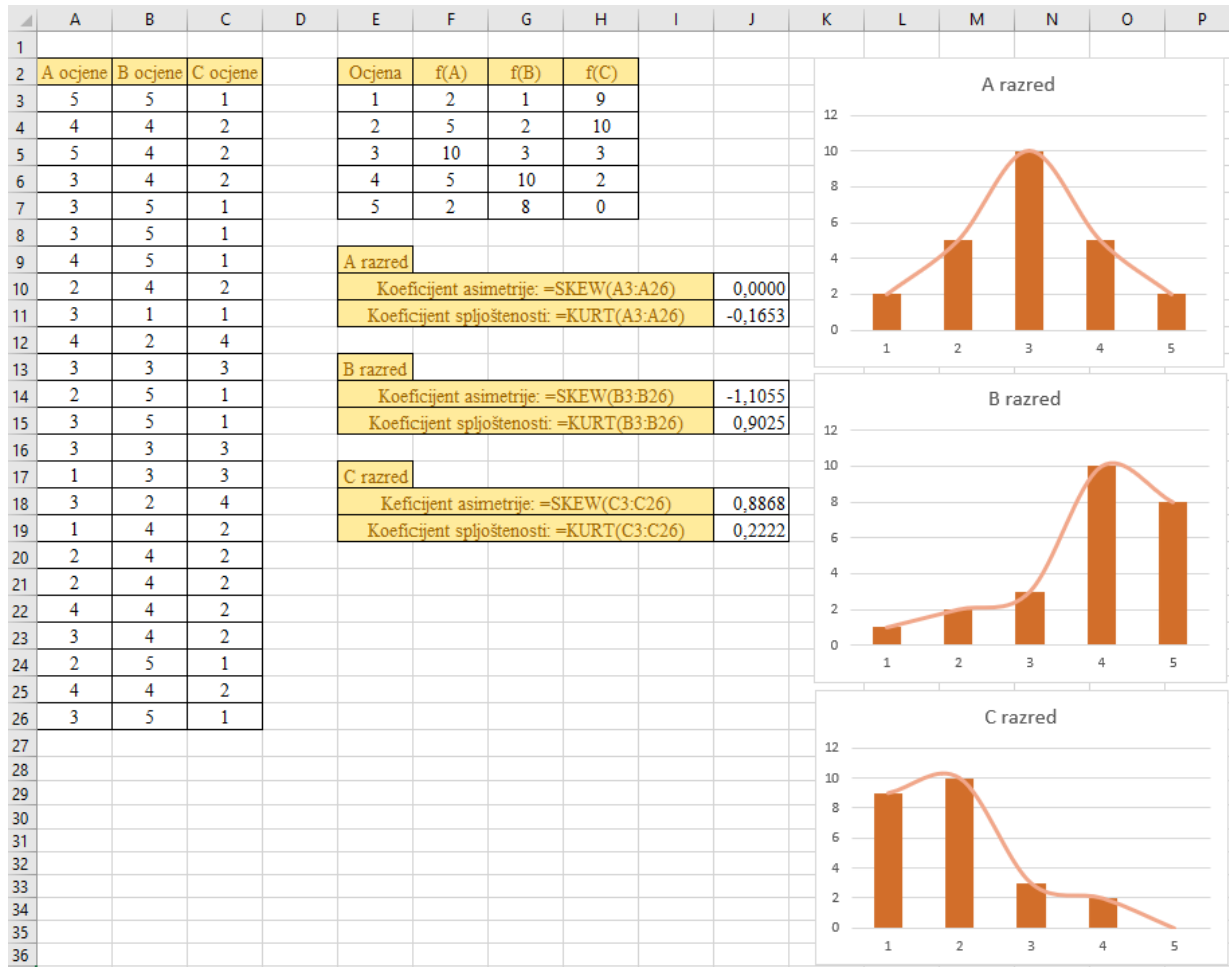 A B C D E F G H I J K L M N O P
1
2 A ocjene B ocjene C ocjene Ocjena f(A) f(B) f(C)
3 5 5 1 1 2 1 9
4 4 4 2 2 5 2 10
5 5 4 2 3 10 3 3
6 3 4 2 4 5 10 2
7 3 5 1 5 2 8 0
8 3 5 1
9 4 5 1 A razred
10 2 4 2 Koeficijent asimetrije: =SKEW(A3:A26) 0,0000
11 3 1 1 Koeficijent spljoštenosti: =KURT(A3:A26) -0,1653
12 4 2 4
13 3 3 3 B razred
14 2 5 1 Koeficijent asimetrije: =SKEW(B3:B26) -1,1055
15 3 5 1 Koeficijent spljoštenosti: =KURT(B3:B26) 0,9025
16 3 3 3
17 1 3 3 C razred
18 3 2 4 Keficijent asimetrije: =SKEW(C3:C26) 0,8868
19 1 4 2 Koeficijent spljoštenosti: =KURT(C3:C26) 0,2222
20 2 4 2
21 2 4 2
22 4 4 2
23 3 4 2
24 2 5 1
25 4 4 2
26 3 5 1
27
28
29
30
31
32
33
34
35
36
A razred
12
10
8
6
4
2
0
1 2 3 4 5
B razred
12
10
8
6
4
2
0
1 2 3 4 5
C razred
12
10
8
6
4
2
0
1 2 3 4 5